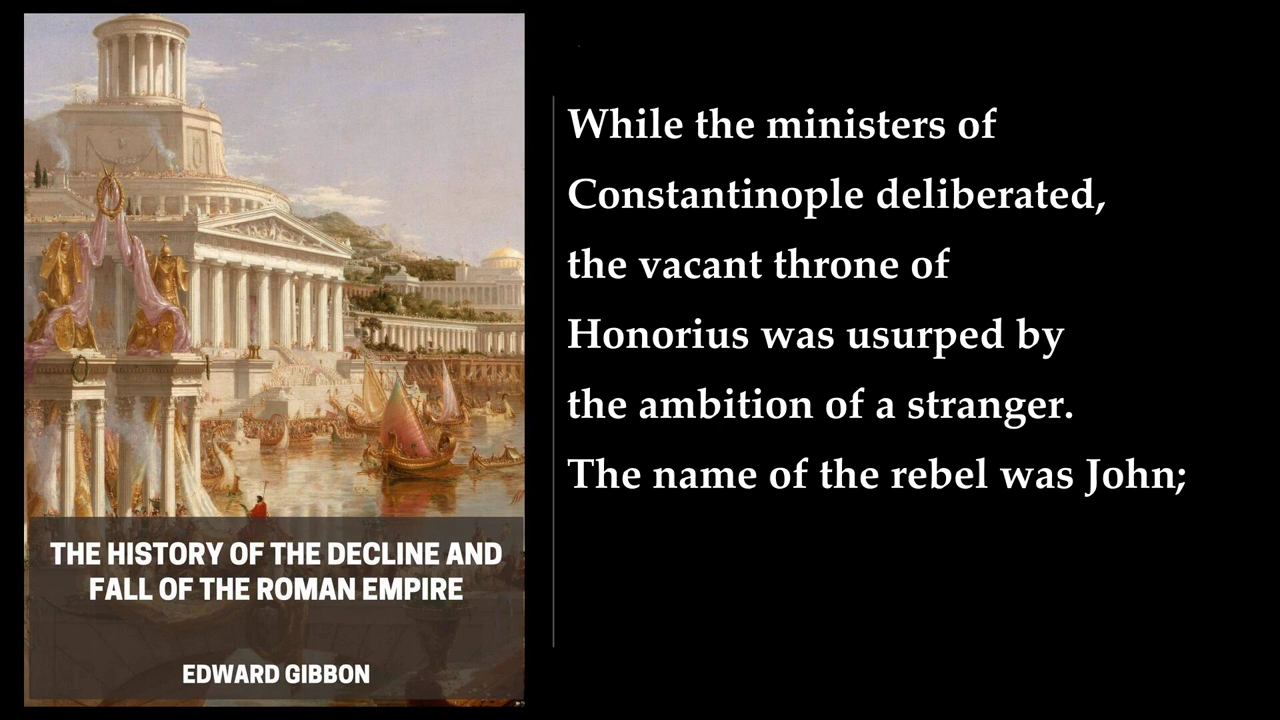 THE HISTORY OF THE DECLINE AND
FALL OF THE ROMAN EMPIRE
EDWARD GIBBON
While the ministers of
Constantinople deliberated,
the vacant throne of
Honorius was usurped by
the ambition of a stranger.
The name of the rebel was John;